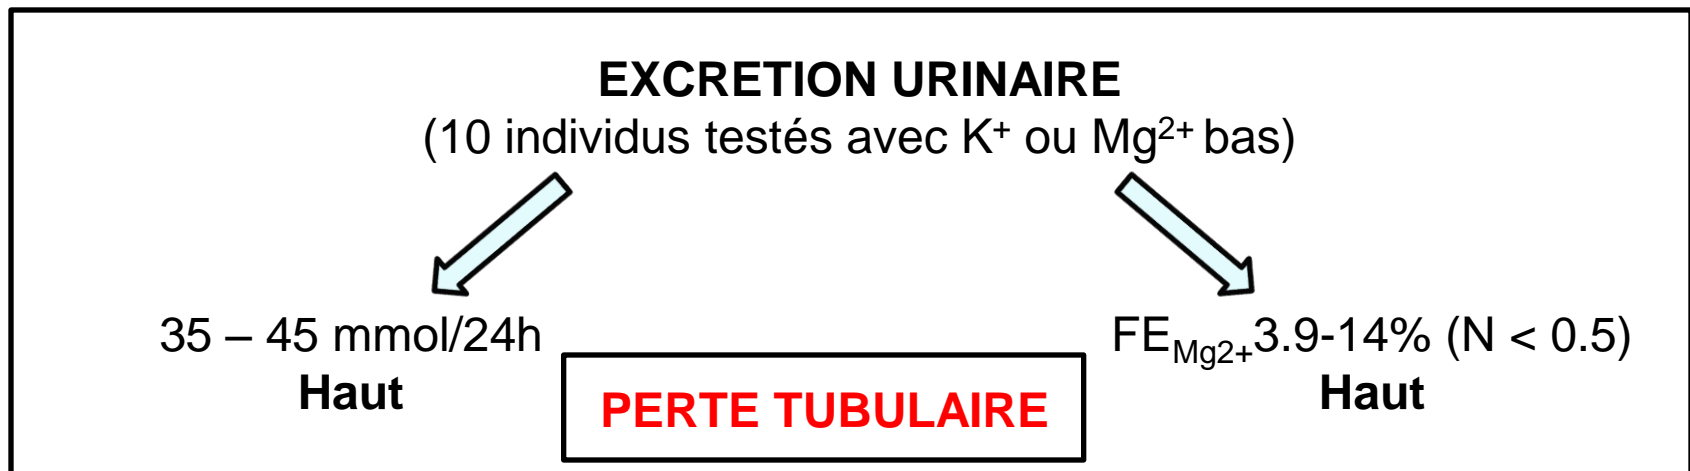 EXCRETION URINAIRE
(10 individus testés avec K⁺ ou Mg²⁺ bas)
35 – 45 mmol/24h
Haut
FE_Mg2+ 3.9-14% (N < 0.5)
Haut
PERTE TUBULAIRE